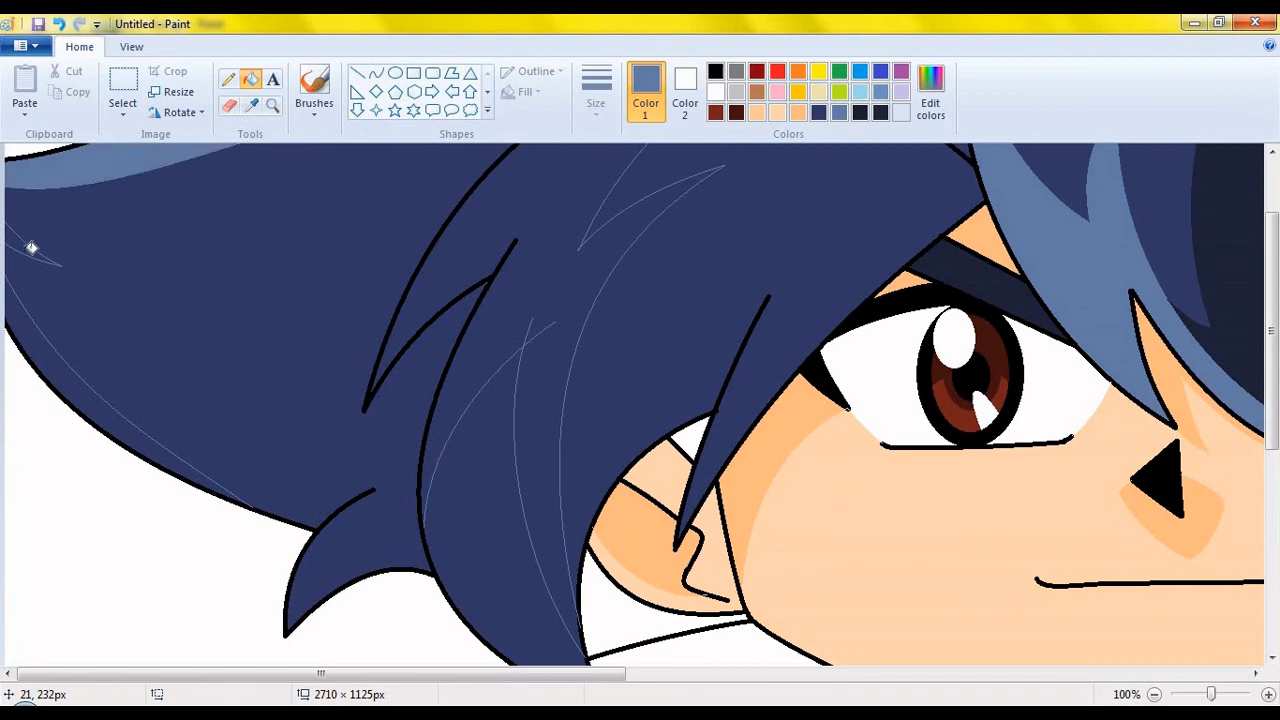 Untitled - Paint
Home View
Paste
Cut
Copy
Clipboard
Select
Crop
Resize
Rotate
Image
A
Tools
Brushes
Outline
Fill
Shapes
Size
Color 1
Color 2
Edit colors
Colors
21, 232px
2710 × 1125px
100%